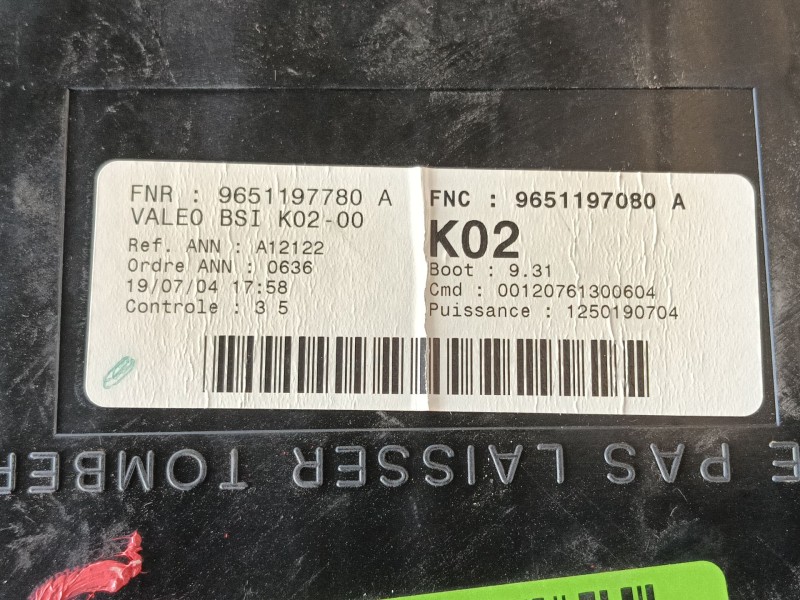 FNR : 9651197780 A
VALEO BSI K02-00
Ref. ANN : A12122
Ordre ANN : 0636
19/07/04 17:58
Controle : 3 5
FNC : 9651197080 A
K02
Boot : 9.31
Cmd : 00120761300604
Puissance : 1250190704
E PAS LAISSER TOMBER